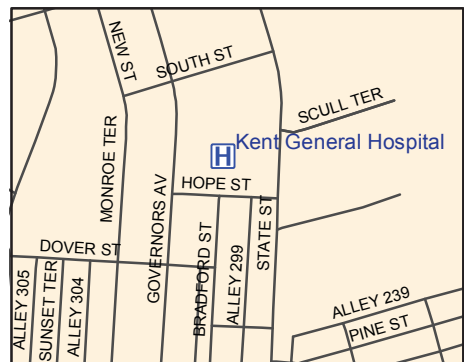 NEW ST
SOUTH ST
SCULL TER
H
Kent General Hospital
MONROE TER
HOPE ST
GOVERNORS AV
BRADFORD ST
ALLEY 299
STATE ST
DOVER ST
ALLEY 305
SUNSET TER
ALLEY 304
ALLEY 239
PINE ST